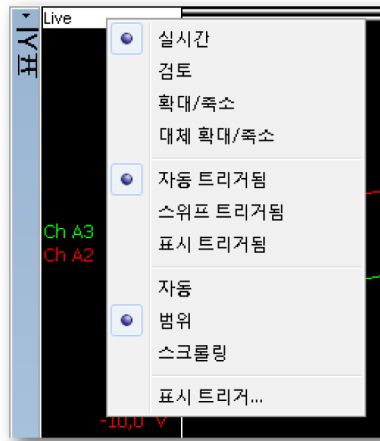 Live
Y 표
실시간
검토
확대/축소
대체 확대/축소
자동 트리거됨
스위프 트리거됨
표시 트리거됨
Ch A3
Ch A2
자동
범위
스크롤링
표시 트리거...
-10,0 V